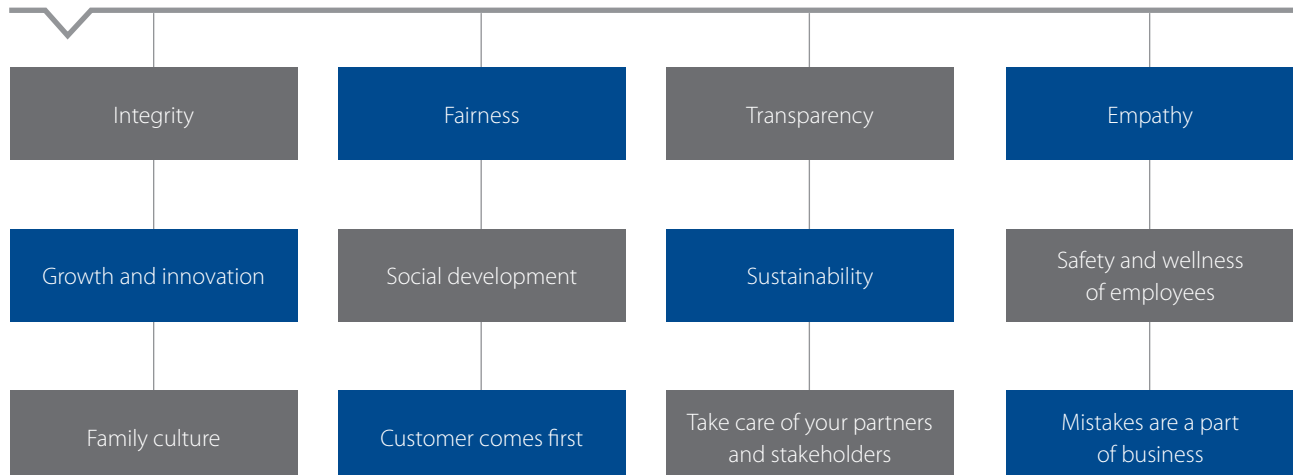 Integrity
Fairness
Transparency
Empathy
Growth and innovation
Social development
Sustainability
Safety and wellness
of employees
Family culture
Customer comes first
Take care of your partners
and stakeholders
Mistakes are a part
of business